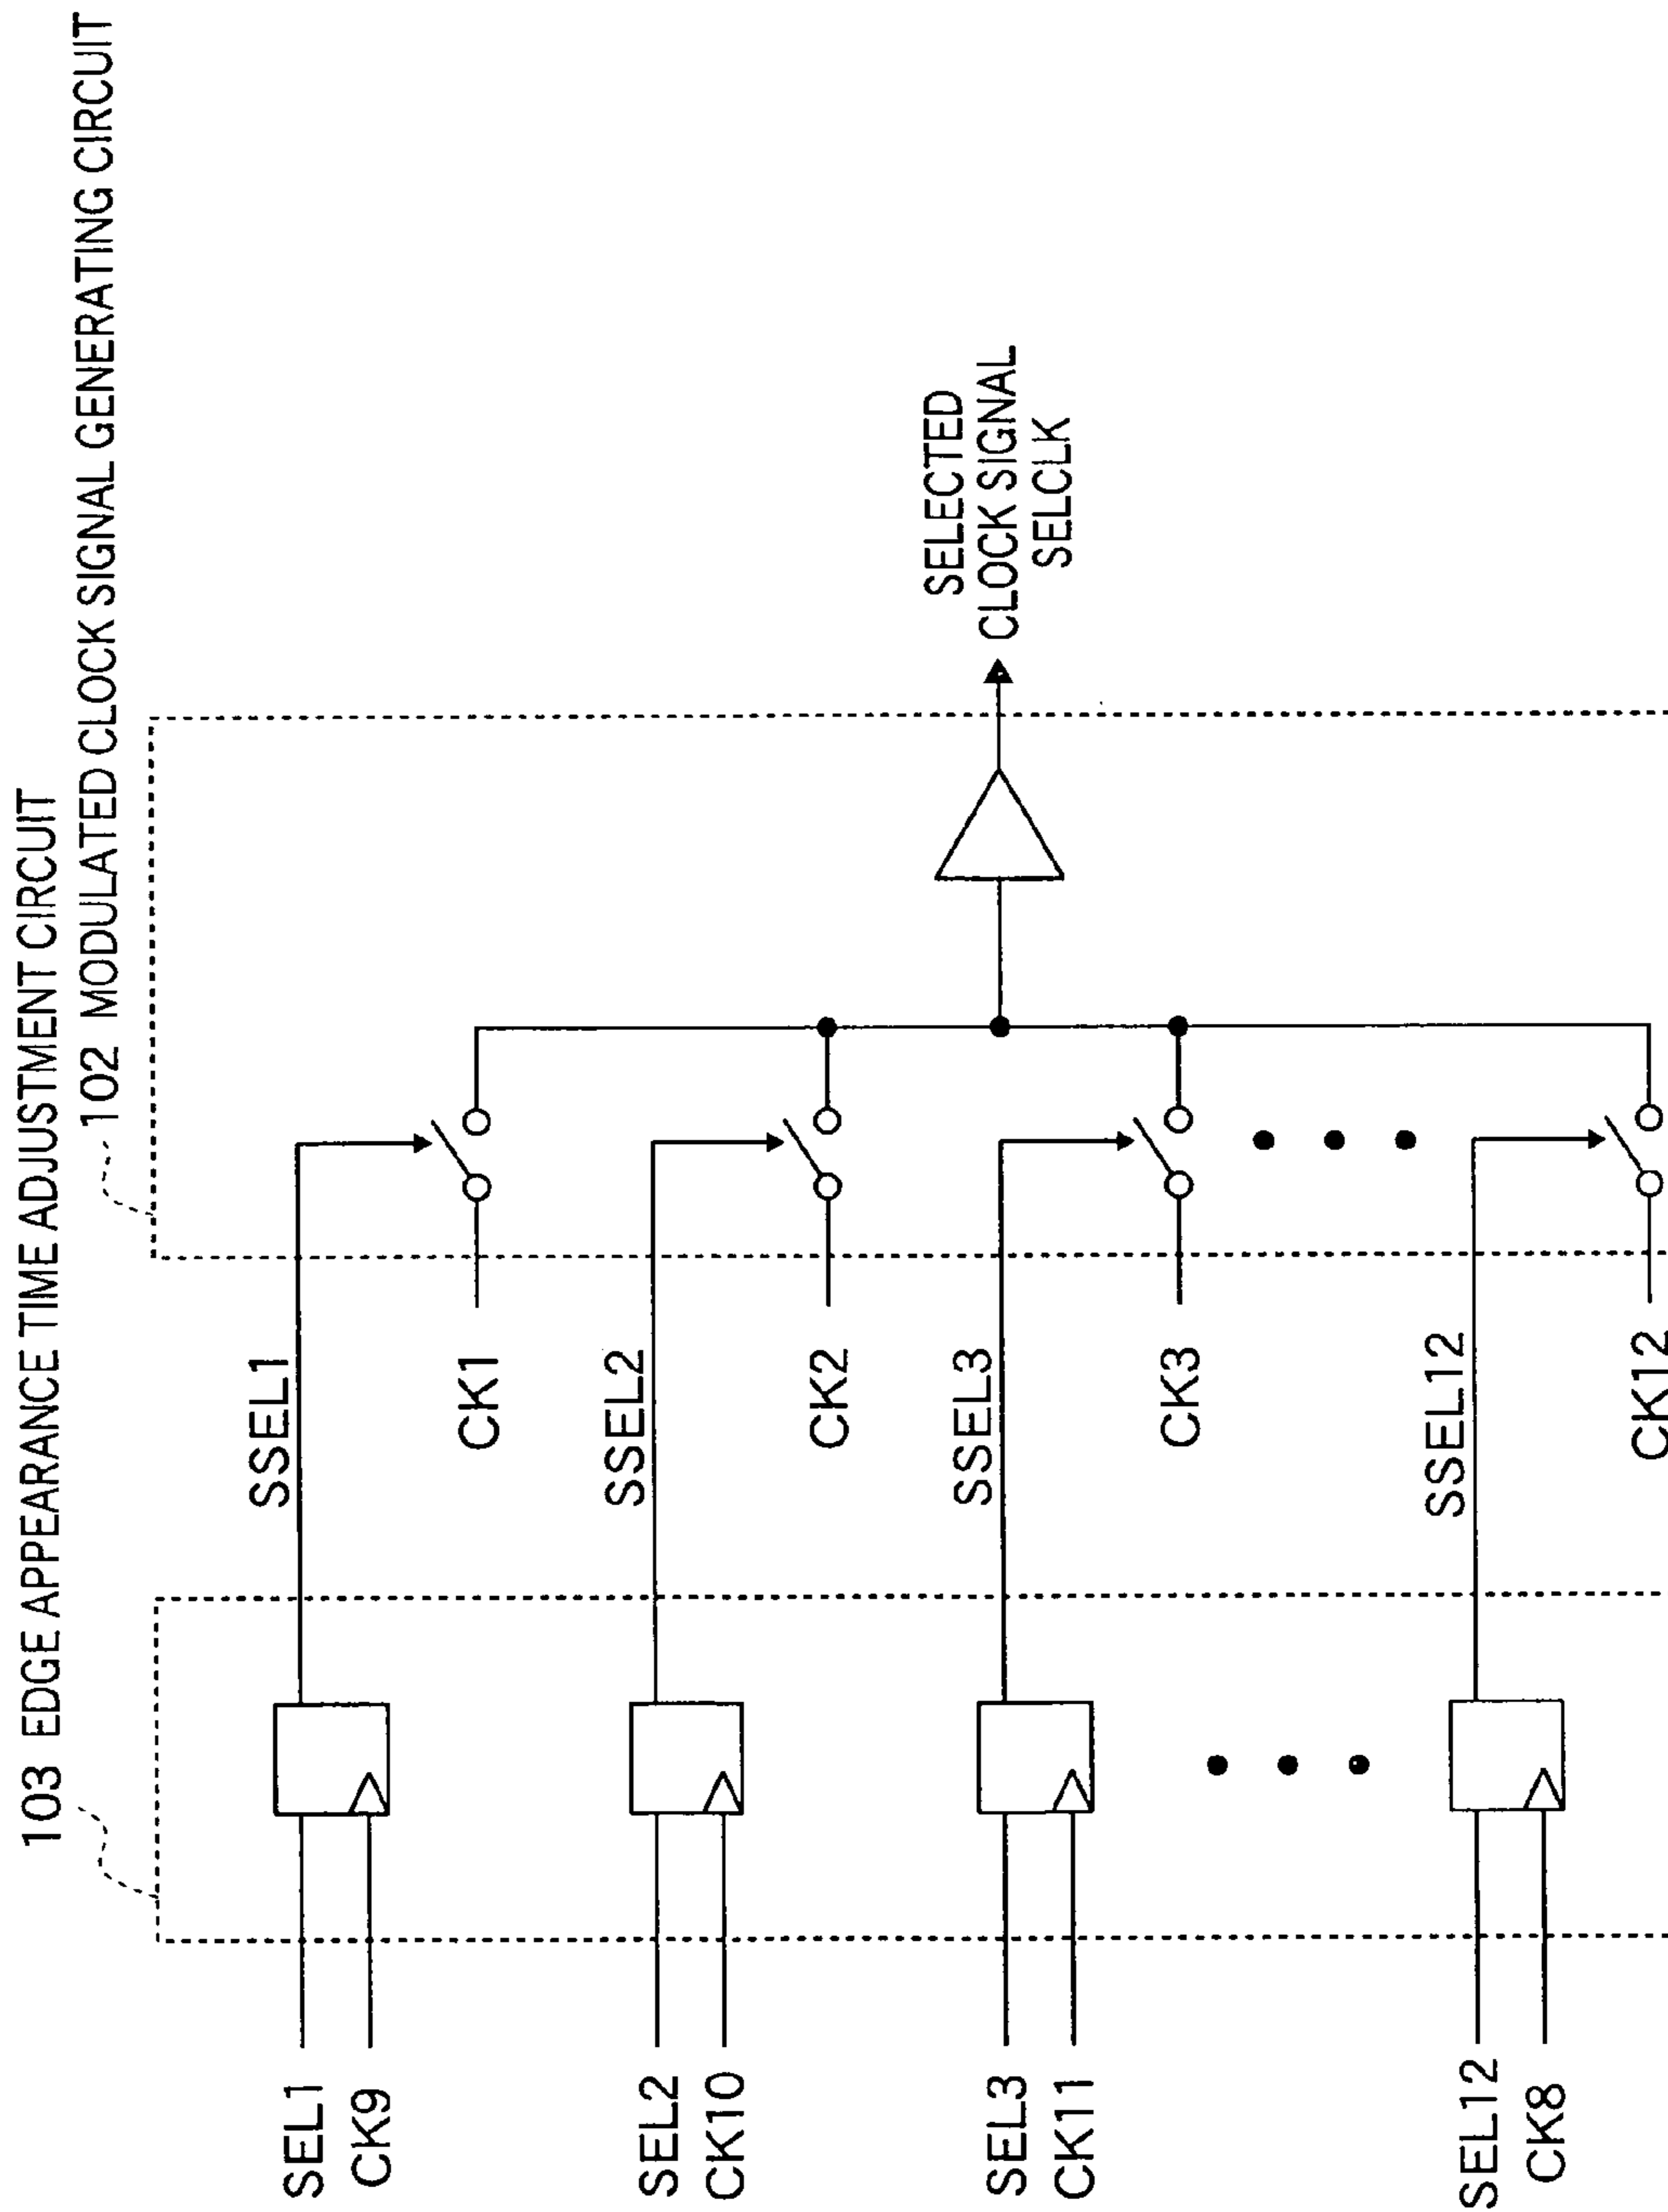 103 EDGE APPEARANCE TIME ADJUSTMENT CIRCUIT
102 MODULATED CLOCK SIGNAL GENERATING CIRCUIT
SEL1
CK9
SSEL1
CK1
SEL2
CK10
SSEL2
CK2
SEL3
CK11
SSEL3
CK3
SELECTED
CLOCK SIGNAL
SELCLK
SEL12
CK8
SSEL12
CK12